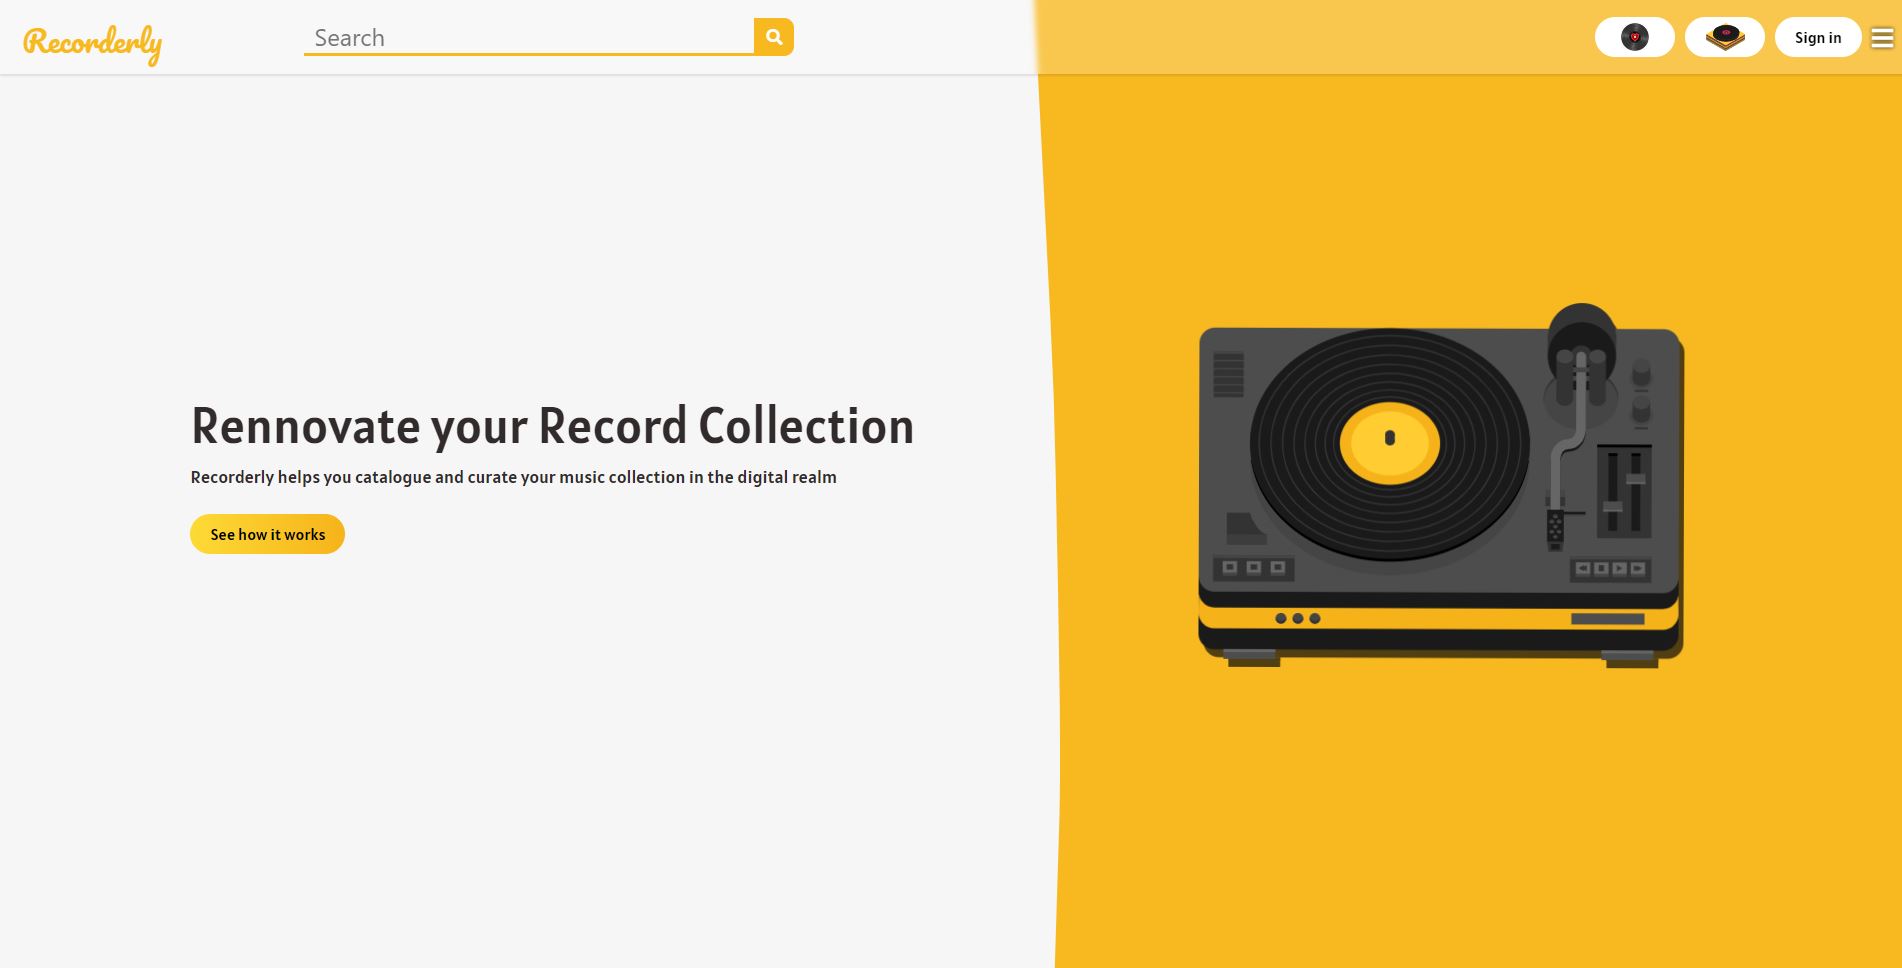 Recorderly
Search
Sign in
Rennovate your Record Collection
Recorderly helps you catalogue and curate your music collection in the digital realm
See how it works